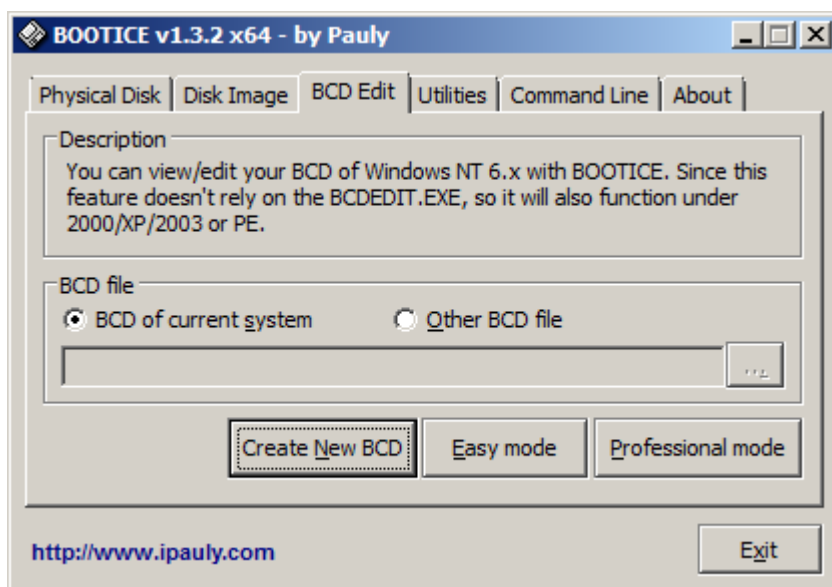 BOOTICE v1.3.2 x64 - by Pauly
Physical Disk Disk Image BCD Edit Utilities Command Line About
Description
You can view/edit your BCD of Windows NT 6.x with BOOTICE. Since this
feature doesn't rely on the BCDEDIT.EXE, so it will also function under
2000/XP/2003 or PE.
BCD file
BCD of current system Other BCD file
...
Create New BCD Easy mode Professional mode
http://www.ipauly.com Exit